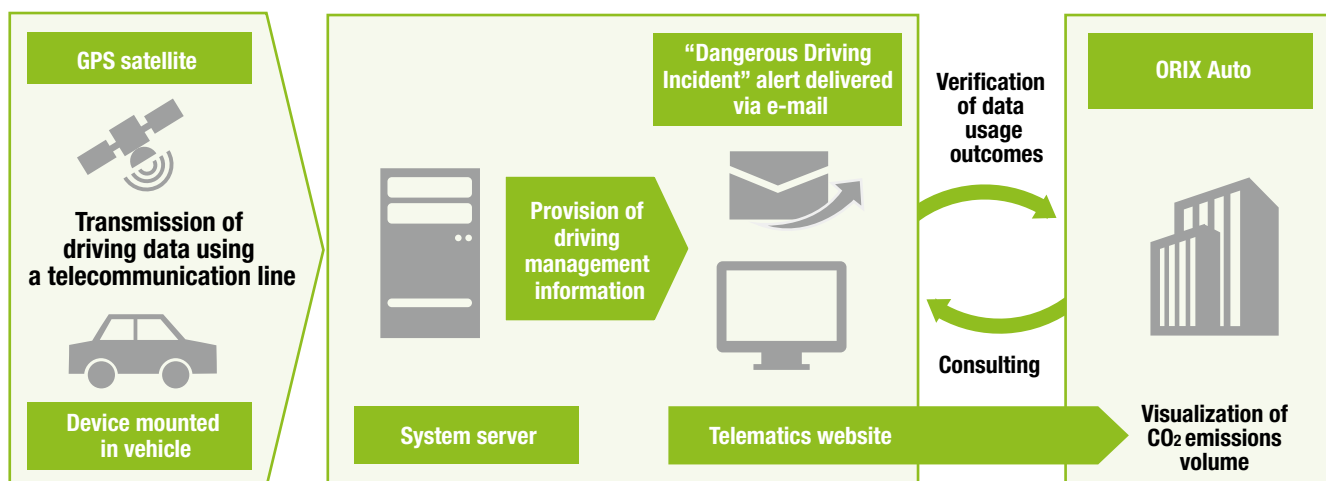 GPS satellite
Transmission of
driving data using
a telecommunication line
Device mounted
in vehicle
System server
Provision of
driving
management
information
“Dangerous Driving
Incident” alert delivered
via e-mail
Telematics website
Verification
of data
usage
outcomes
Consulting
ORIX Auto
Visualization of
CO2 emissions
volume